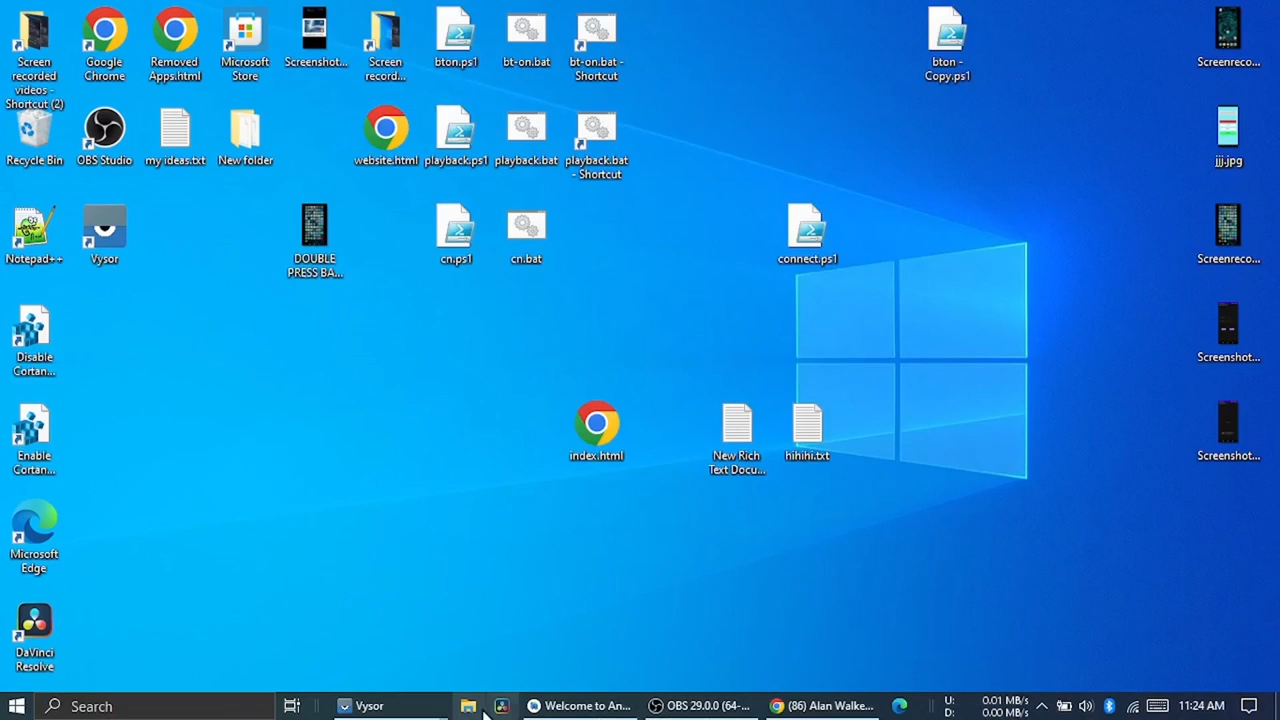 Screen
recorded
videos -
Shortcut (2)
Google
Chrome
Removed
Apps.html
Microsoft
Store
Screenshot...
Screen
record...
bton.ps1
bt-on.bat
bt-on.bat -
Shortcut
bton -
Copy.ps1
Screenreco...
Recycle Bin
OBS Studio
my ideas.txt
New folder
website.html
playback.ps1
playback.bat
playback.bat
- Shortcut
jjj.jpg
Notepad++
Vysor
DOUBLE
PRESS BA...
cn.ps1
cn.bat
connect.ps1
Screenreco...
Disable
Cortan...
Screenshot...
Enable
Cortan...
index.html
New Rich
Text Docu...
hihihi.txt
Screenshot...
Microsoft
Edge
DaVinci
Resolve
Search
Vysor
Welcome to An...
OBS 29.0.0 (64-...
(86) Alan Walke...
U: 0.01 MB/s
D: 0.00 MB/s
11:24 AM